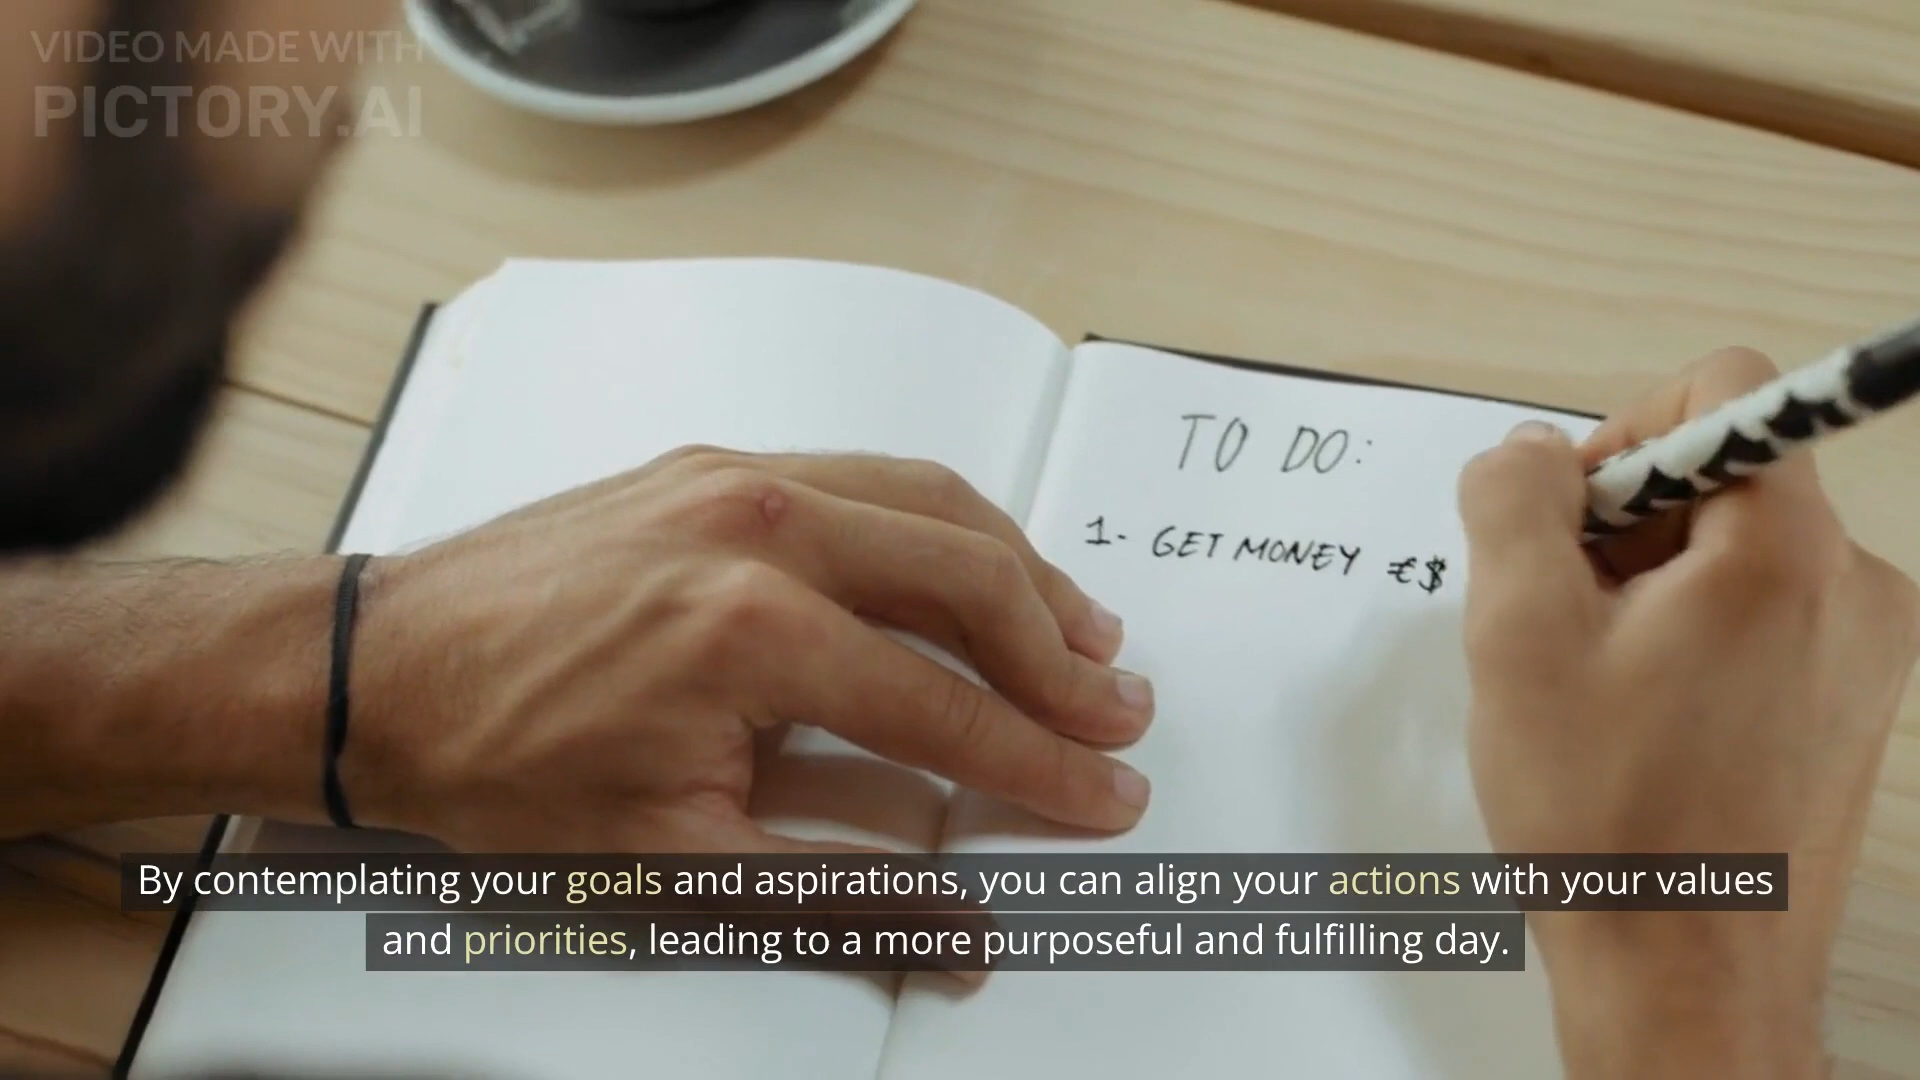 VIDEO MADE WITH
PICTORY.AI
TO DO:
1- GET MONEY €$
By contemplating your goals and aspirations, you can align your actions with your values
and priorities, leading to a more purposeful and fulfilling day.